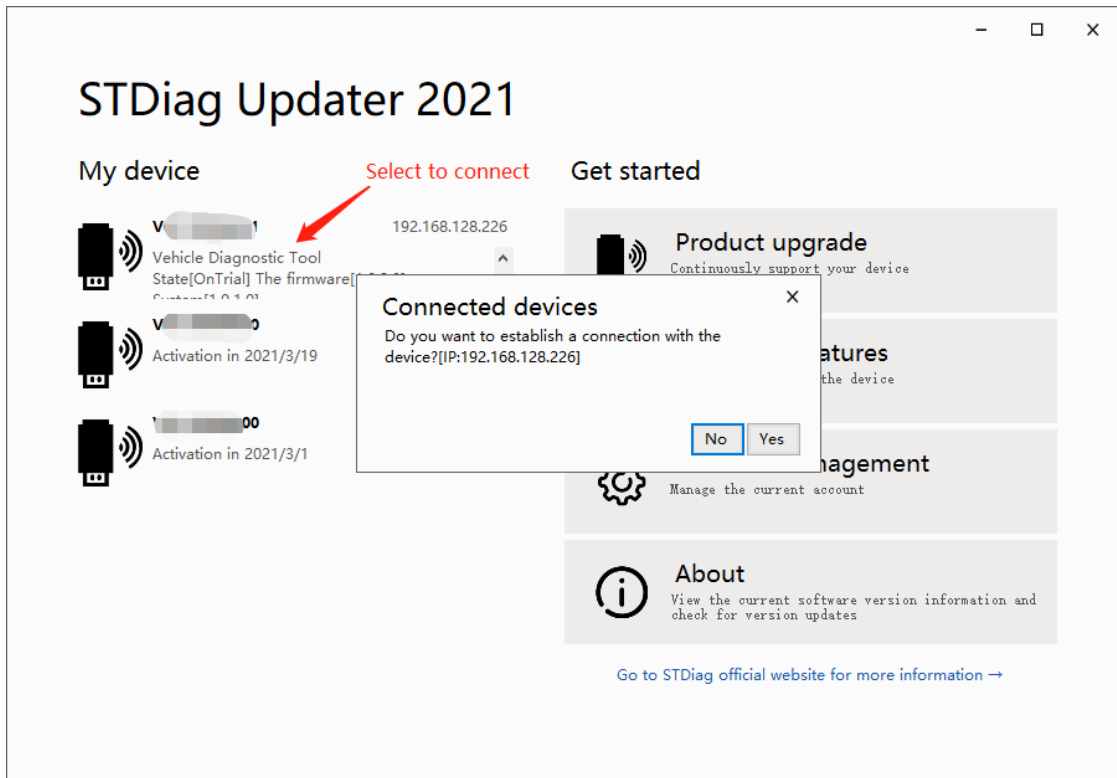 STDiag Updater 2021
My device
Select to connect
192.168.128.226
Vehicle Diagnostic Tool
State[OnTrial] The firmware[
Activation in 2021/3/19
Activation in 2021/3/1
Get started
Product upgrade
Continuously support your device
atures
the device
agement
Manage the current account
About
View the current software version information and
check for version updates
Go to STDiag official website for more information →
Connected devices
Do you want to establish a connection with the
device?[IP:192.168.128.226]
No
Yes